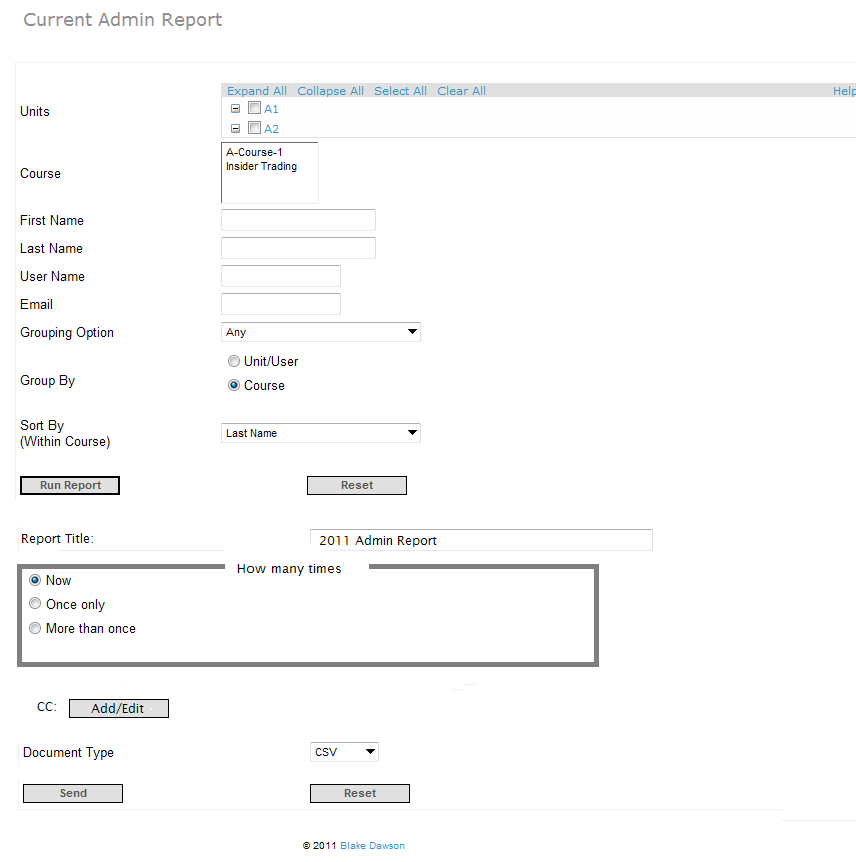 Current Admin Report
Expand All Collapse All Select All Clear All Help
Units
A1
A2
Course
A-Course-1
Insider Trading
First Name
Last Name
User Name
Email
Grouping Option Any
Group By
Unit/User
Course
Sort By
(Within Course)
Last Name
Run Report Reset
Report Title: 2011 Admin Report
How many times
Now
Once only
More than once
CC: Add/Edit
Document Type CSV
Send Reset
© 2011 Blake Dawson